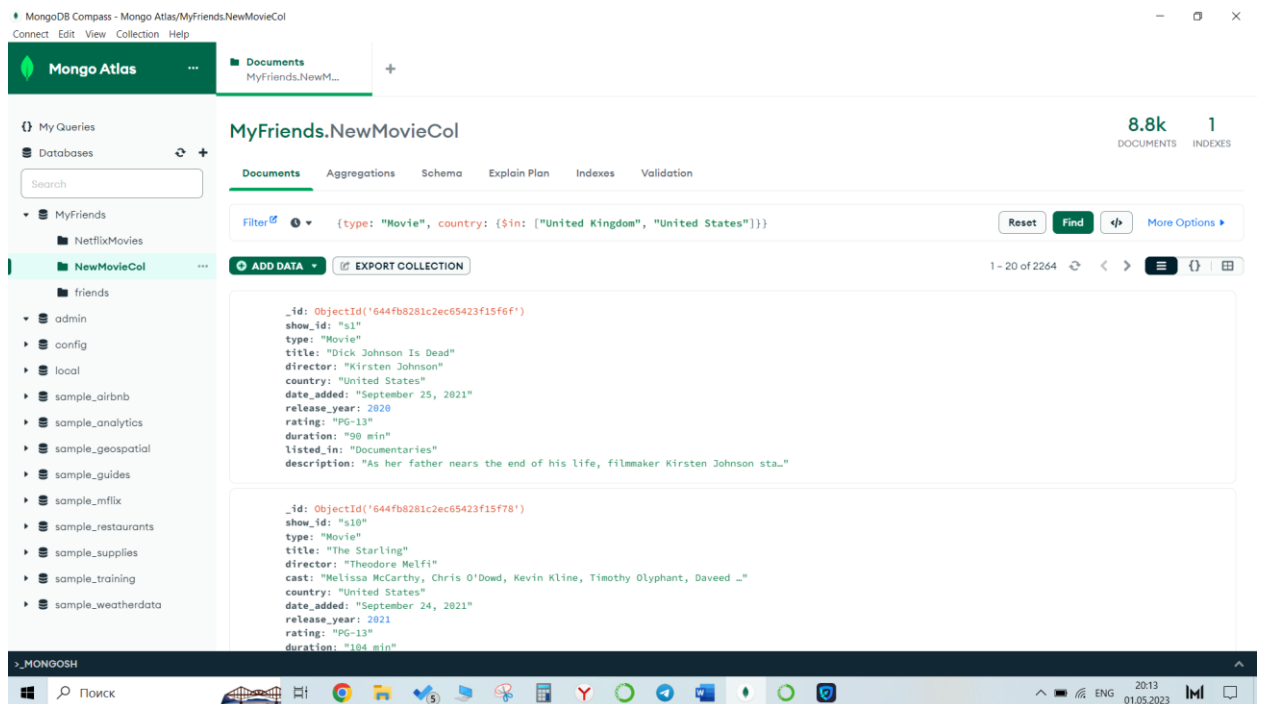 MongoDB Compass - Mongo Atlas/MyFriends.NewMovieCol
Connect Edit View Collection Help
Mongo Atlas ...
Documents
MyFriends.NewM...
+
{} My Queries
Databases
+
Search
MyFriends
NetflixMovies
NewMovieCol ...
friends
admin
config
local
sample_airbnb
sample_analytics
sample_geospatial
sample_guides
sample_mflix
sample_restaurants
sample_supplies
sample_training
sample_weatherdata
MyFriends.NewMovieCol
8.8k 1
DOCUMENTS INDEXES
Documents Aggregations Schema Explain Plan Indexes Validation
Filter {type: "Movie", country: {$in: ["United Kingdom", "United States"]}} Reset Find </> More Options
ADD DATA EXPORT COLLECTION 1 – 20 of 2264 < > {}
_id: ObjectId('644fb8281c2ec65423f15f6f')
show_id: "s1"
type: "Movie"
title: "Dick Johnson Is Dead"
director: "Kirsten Johnson"
country: "United States"
date_added: "September 25, 2021"
release_year: 2020
rating: "PG-13"
duration: "90 min"
listed_in: "Documentaries"
description: "As her father nears the end of his life, filmmaker Kirsten Johnson sta…"
_id: ObjectId('644fb8281c2ec65423f15f78')
show_id: "s10"
type: "Movie"
title: "The Starling"
director: "Theodore Melfi"
cast: "Melissa McCarthy, Chris O'Dowd, Kevin Kline, Timothy Olyphant, Daveed …"
country: "United States"
date_added: "September 24, 2021"
release_year: 2021
rating: "PG-13"
duration: "104 min"
>_MONGOSH
Поиск
5
ENG
20:13
01.05.2023